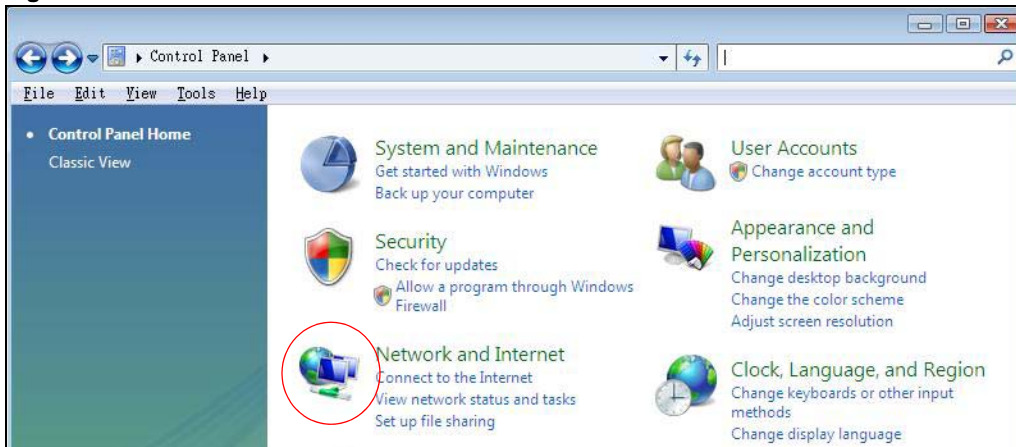 Control Panel
File Edit View Tools Help
Control Panel Home
Classic View
System and Maintenance
Get started with Windows
Back up your computer
Security
Check for updates
Allow a program through Windows
Firewall
Network and Internet
Connect to the Internet
View network status and tasks
Set up file sharing
User Accounts
Change account type
Appearance and
Personalization
Change desktop background
Change the color scheme
Adjust screen resolution
Clock, Language, and Region
Change keyboards or other input
methods
Change display language